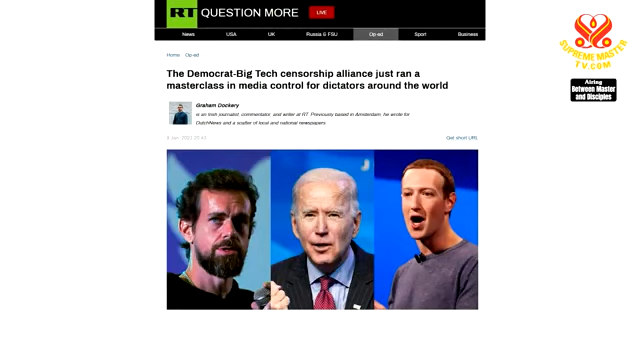 RT QUESTION MORE LIVE
News USA UK Russia & FSU Op-ed Sport Business
Home Op-ed
The Democrat-Big Tech censorship alliance just ran a
masterclass in media control for dictators around the world
Graham Dockery
is an Irish journalist, commentator, and writer at RT. Previously based in Amsterdam, he wrote for
DutchNews and a scatter of local and national newspapers.
Get short URL
SUPREME MASTER
TV.COM
Airing
Between Master
and Disciples